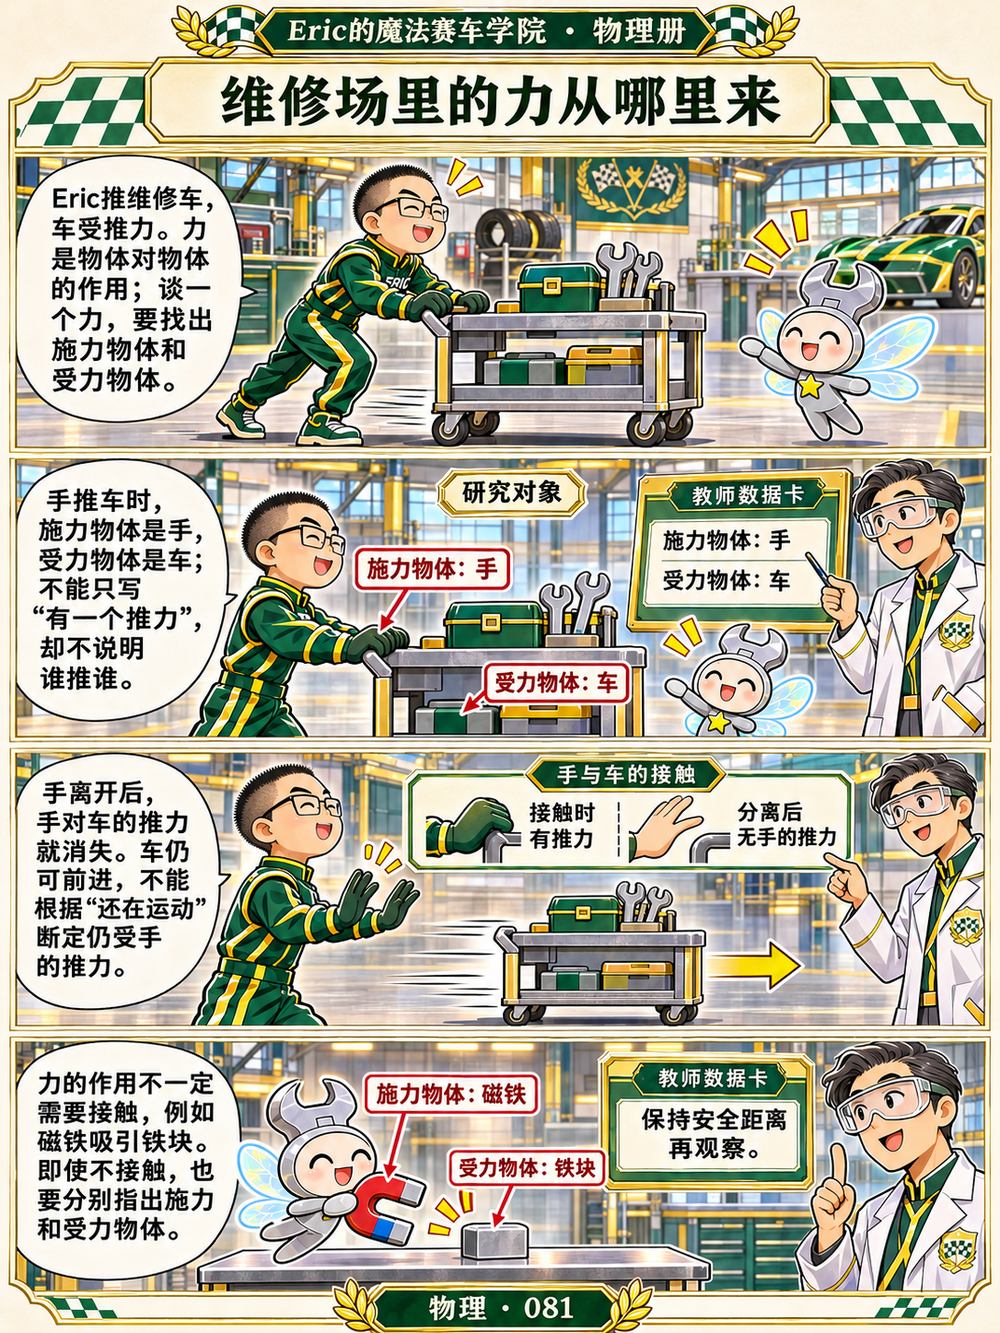 Eric的魔法赛车学院 · 物理册
维修场里的力从哪里来
Eric推维修车，
车受推力。力
是物体对物体
的作用；谈一
个力，要找出
施力物体和
受力物体。
ERIC
手推车时，
施力物体是手，
受力物体是车；
不能只写
“有一个推力”，
却不说明
谁推谁。
研究对象
施力物体：手
受力物体：车
教师数据卡
施力物体：手
受力物体：车
手离开后，
手对车的推力
就消失。车仍
可前进，不能
根据“还在运动”
断定仍受手
的推力。
手与车的接触
接触时
有推力
分离后
无手的推力
力的作用不一定
需要接触，例如
磁铁吸引铁块。
即使不接触，也
要分别指出施力
和受力物体。
施力物体：磁铁
受力物体：铁块
教师数据卡
保持安全距离
再观察。
物理 · 081